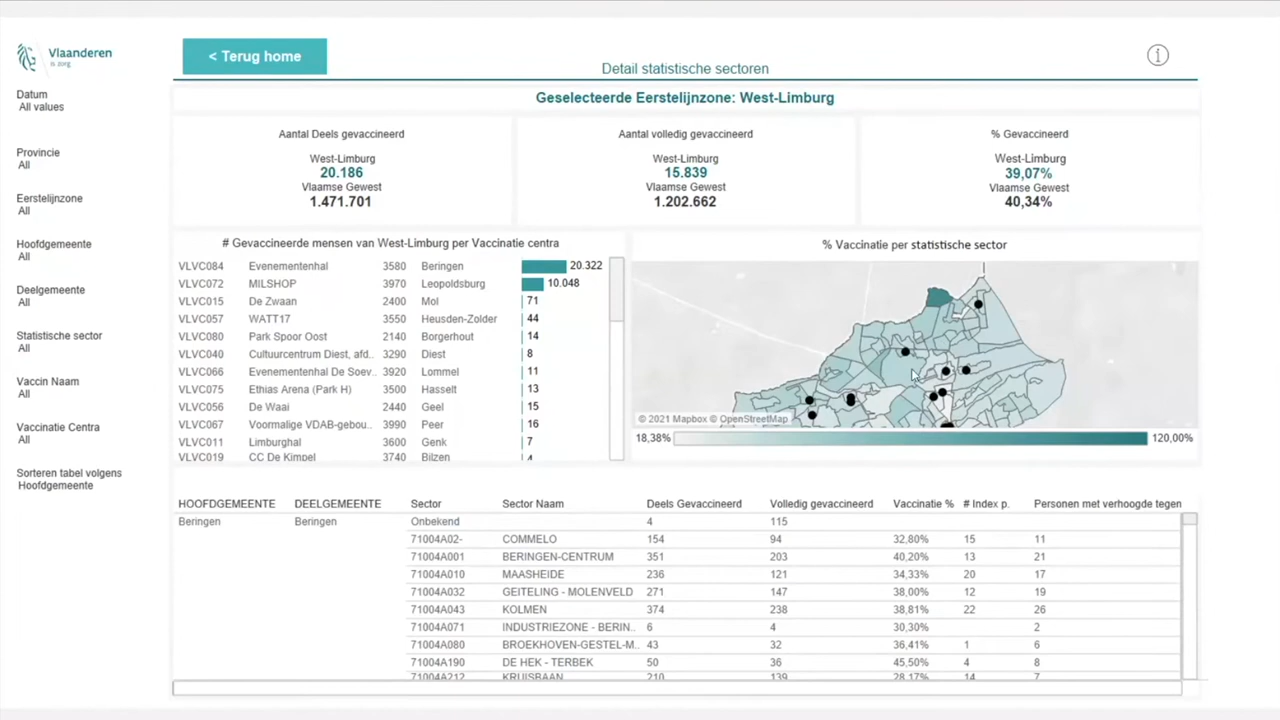 Vlaanderen
is zorg
< Terug home
Detail statistische sectoren
Geselecteerde Eerstelijnzone: West-Limburg
Datum
All values
Provincie
All
Eerstelijnzone
All
Hoofdgemeente
All
Deelgemeente
All
Statistische sector
All
Vaccin Naam
All
Vaccinatie Centra
All
Sorteren tabel volgens
Hoofdgemeente
Aantal Deels gevaccineerd
West-Limburg
20.186
Vlaamse Gewest
1.471.701
Aantal volledig gevaccineerd
West-Limburg
15.839
Vlaamse Gewest
1.202.662
% Gevaccineerd
West-Limburg
39,07%
Vlaamse Gewest
40,34%
# Gevaccineerde mensen van West-Limburg per Vaccinatie centra
VLVC084 Evenementenhal 3580 Beringen 20.322
VLVC072 MILSHOP 3970 Leopoldsburg 10.048
VLVC015 De Zwaan 2400 Mol 71
VLVC057 WATT17 3550 Heusden-Zolder 44
VLVC080 Park Spoor Oost 2140 Borgerhout 14
VLVC040 Cultuurcentrum Diest, afd.. 3290 Diest 8
VLVC066 Evenementenhal De Soev.. 3920 Lommel 11
VLVC075 Ethias Arena (Park H) 3500 Hasselt 13
VLVC056 De Waai 2440 Geel 15
VLVC067 Voormalige VDAB-gebou.. 3990 Peer 16
VLVC011 Limburghal 3600 Genk 7
VLVC019 CC De Kimpel 3740 Bilzen 4
% Vaccinatie per statistische sector
© 2021 Mapbox © OpenStreetMap
18,38% 120,00%
HOOFDGEMEENTE DEELGEMEENTE Sector Sector Naam Deels Gevaccineerd Volledig gevaccineerd Vaccinatie % # Index p. Personen met verhoogde tegen
Beringen Beringen Onbekend 4 115
71004A02- COMMELO 154 94 32,80% 15 11
71004A001 BERINGEN-CENTRUM 351 203 40,20% 13 21
71004A010 MAASHEIDE 236 121 34,33% 20 17
71004A032 GEITELING - MOLENVELD 271 147 38,00% 12 19
71004A043 KOLMEN 374 238 38,81% 22 26
71004A071 INDUSTRIEZONE - BERIN.. 6 4 30,30% 2
71004A080 BROEKHOVEN-GESTEL-M.. 43 32 36,41% 1 6
71004A190 DE HEK - TERBEK 50 36 45,50% 4 8
71004A212 KRUISBAAN 210 139 28,17% 14 7